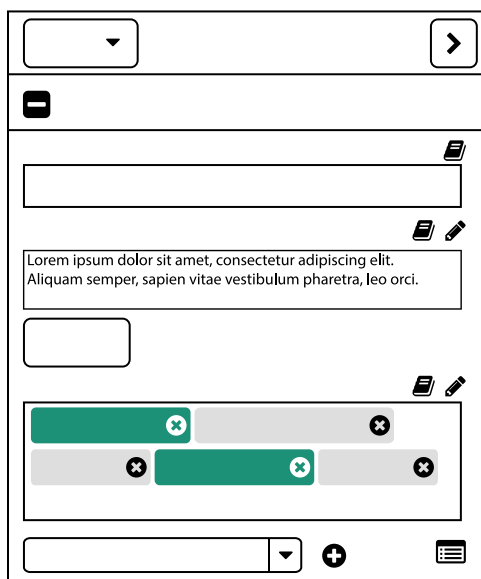 Lorem ipsum dolor sit amet, consectetur adipiscing elit.
Aliquam semper, sapien vitae vestibulum pharetra, leo orci.